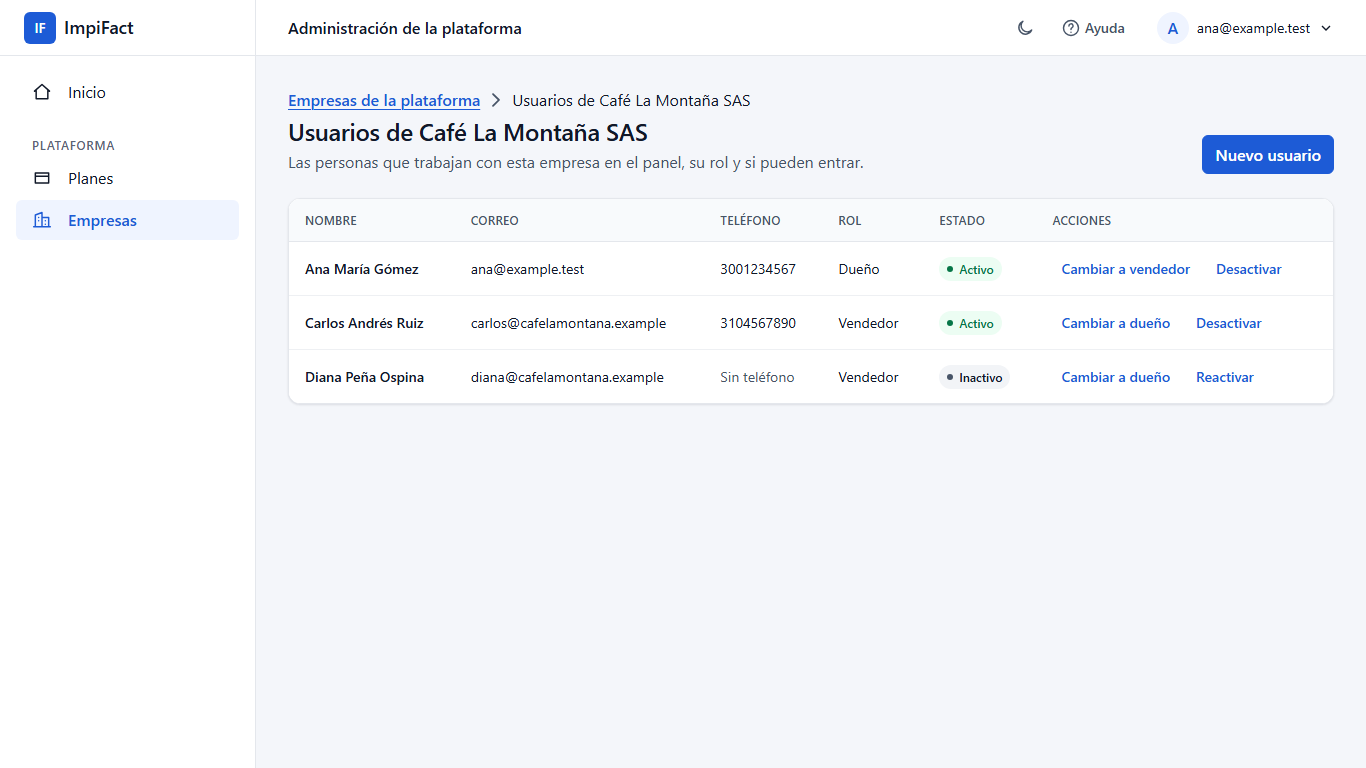 IF ImpiFact
Administración de la plataforma
Ayuda
A ana@example.test
Inicio
PLATAFORMA
Planes
Empresas
Empresas de la plataforma > Usuarios de Café La Montaña SAS
Usuarios de Café La Montaña SAS
Las personas que trabajan con esta empresa en el panel, su rol y si pueden entrar.
Nuevo usuario
NOMBRE CORREO TELÉFONO ROL ESTADO ACCIONES
Ana María Gómez ana@example.test 3001234567 Dueño Activo Cambiar a vendedor Desactivar
Carlos Andrés Ruiz carlos@cafelamontana.example 3104567890 Vendedor Activo Cambiar a dueño Desactivar
Diana Peña Ospina diana@cafelamontana.example Sin teléfono Vendedor Inactivo Cambiar a dueño Reactivar